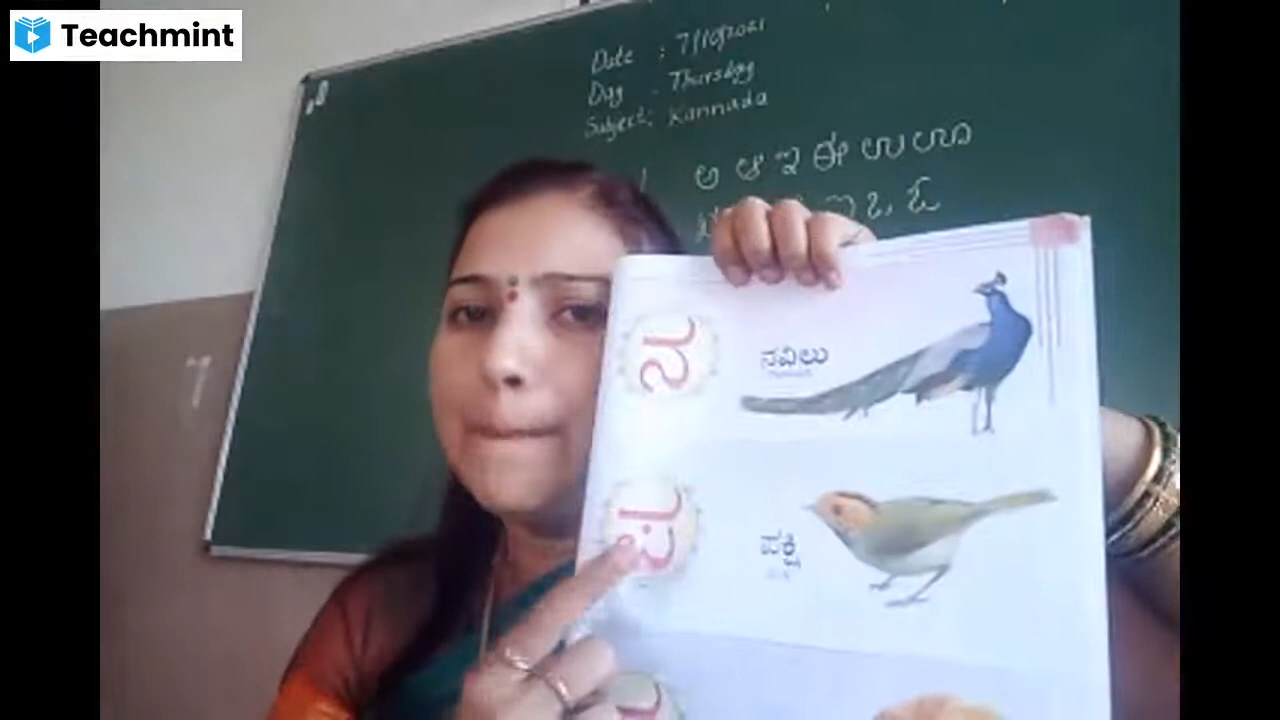 Teachmint
Date : 7/10/2021
Day : Thursday
Subject: Kannada
ಅ ಆ ಇ ಈ ಉ ಊ
ಒ ಓ
ನ
ನವಿಲು
ಪ
ಪಕ್ಷಿ